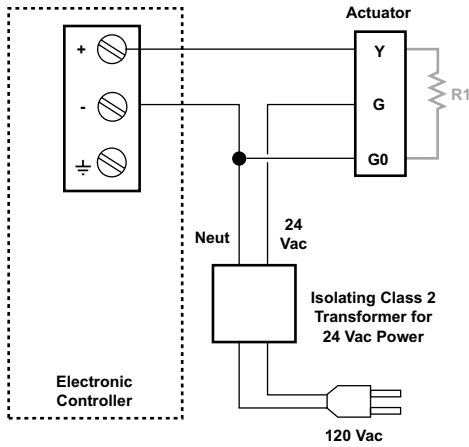 Actuator
+
Y
R1
-
G
G0
Neut
24
Vac
Isolating Class 2
Transformer for
24 Vac Power
Electronic
Controller
120 Vac